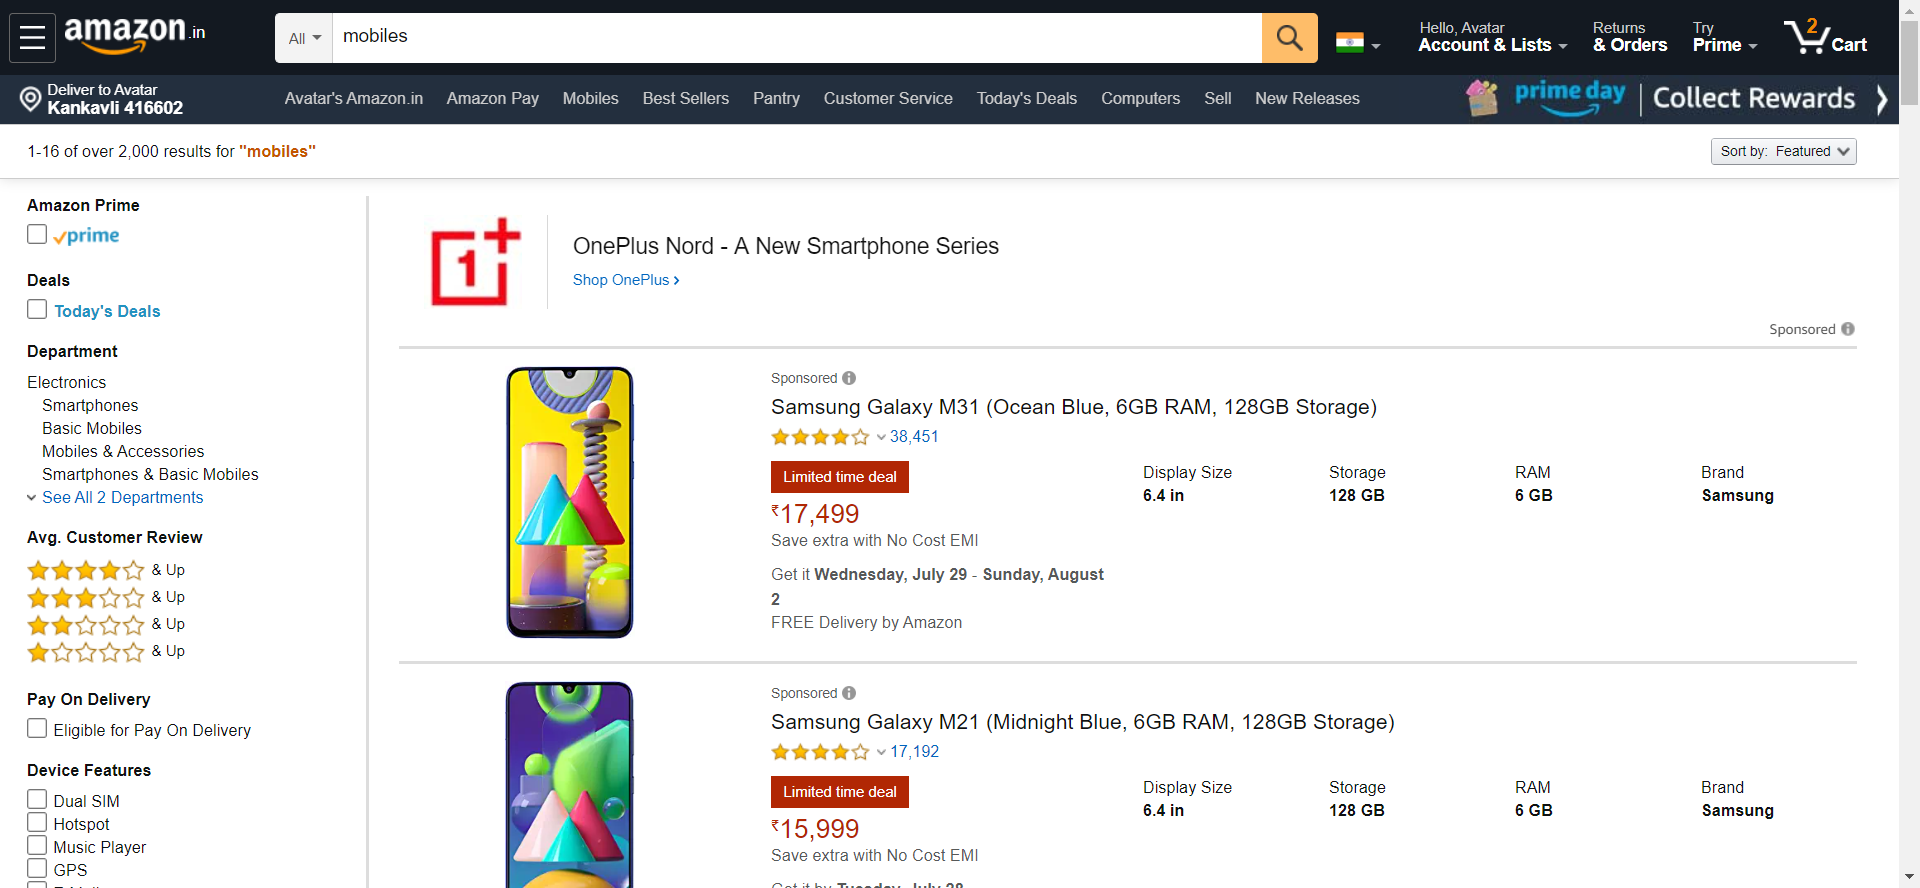 amazon.in
All
mobiles
Hello, Avatar
Account & Lists
Returns
& Orders
Try
Prime
2
Cart
Deliver to Avatar
Kankavli 416602
Avatar's Amazon.in
Amazon Pay
Mobiles
Best Sellers
Pantry
Customer Service
Today's Deals
Computers
Sell
New Releases
prime day
Collect Rewards
1-16 of over 2,000 results for "mobiles"
Sort by: Featured
Amazon Prime
prime
Deals
Today's Deals
Department
Electronics
Smartphones
Basic Mobiles
Mobiles & Accessories
Smartphones & Basic Mobiles
See All 2 Departments
Avg. Customer Review
& Up
& Up
& Up
& Up
Pay On Delivery
Eligible for Pay On Delivery
Device Features
Dual SIM
Hotspot
Music Player
GPS
1
OnePlus Nord - A New Smartphone Series
Shop OnePlus ›
Sponsored
Sponsored
Samsung Galaxy M31 (Ocean Blue, 6GB RAM, 128GB Storage)
38,451
Limited time deal
₹17,499
Save extra with No Cost EMI
Get it Wednesday, July 29 - Sunday, August
2
FREE Delivery by Amazon
Display Size
6.4 in
Storage
128 GB
RAM
6 GB
Brand
Samsung
Sponsored
Samsung Galaxy M21 (Midnight Blue, 6GB RAM, 128GB Storage)
17,192
Limited time deal
₹15,999
Save extra with No Cost EMI
Get it by Tuesday, July 28
Display Size
6.4 in
Storage
128 GB
RAM
6 GB
Brand
Samsung